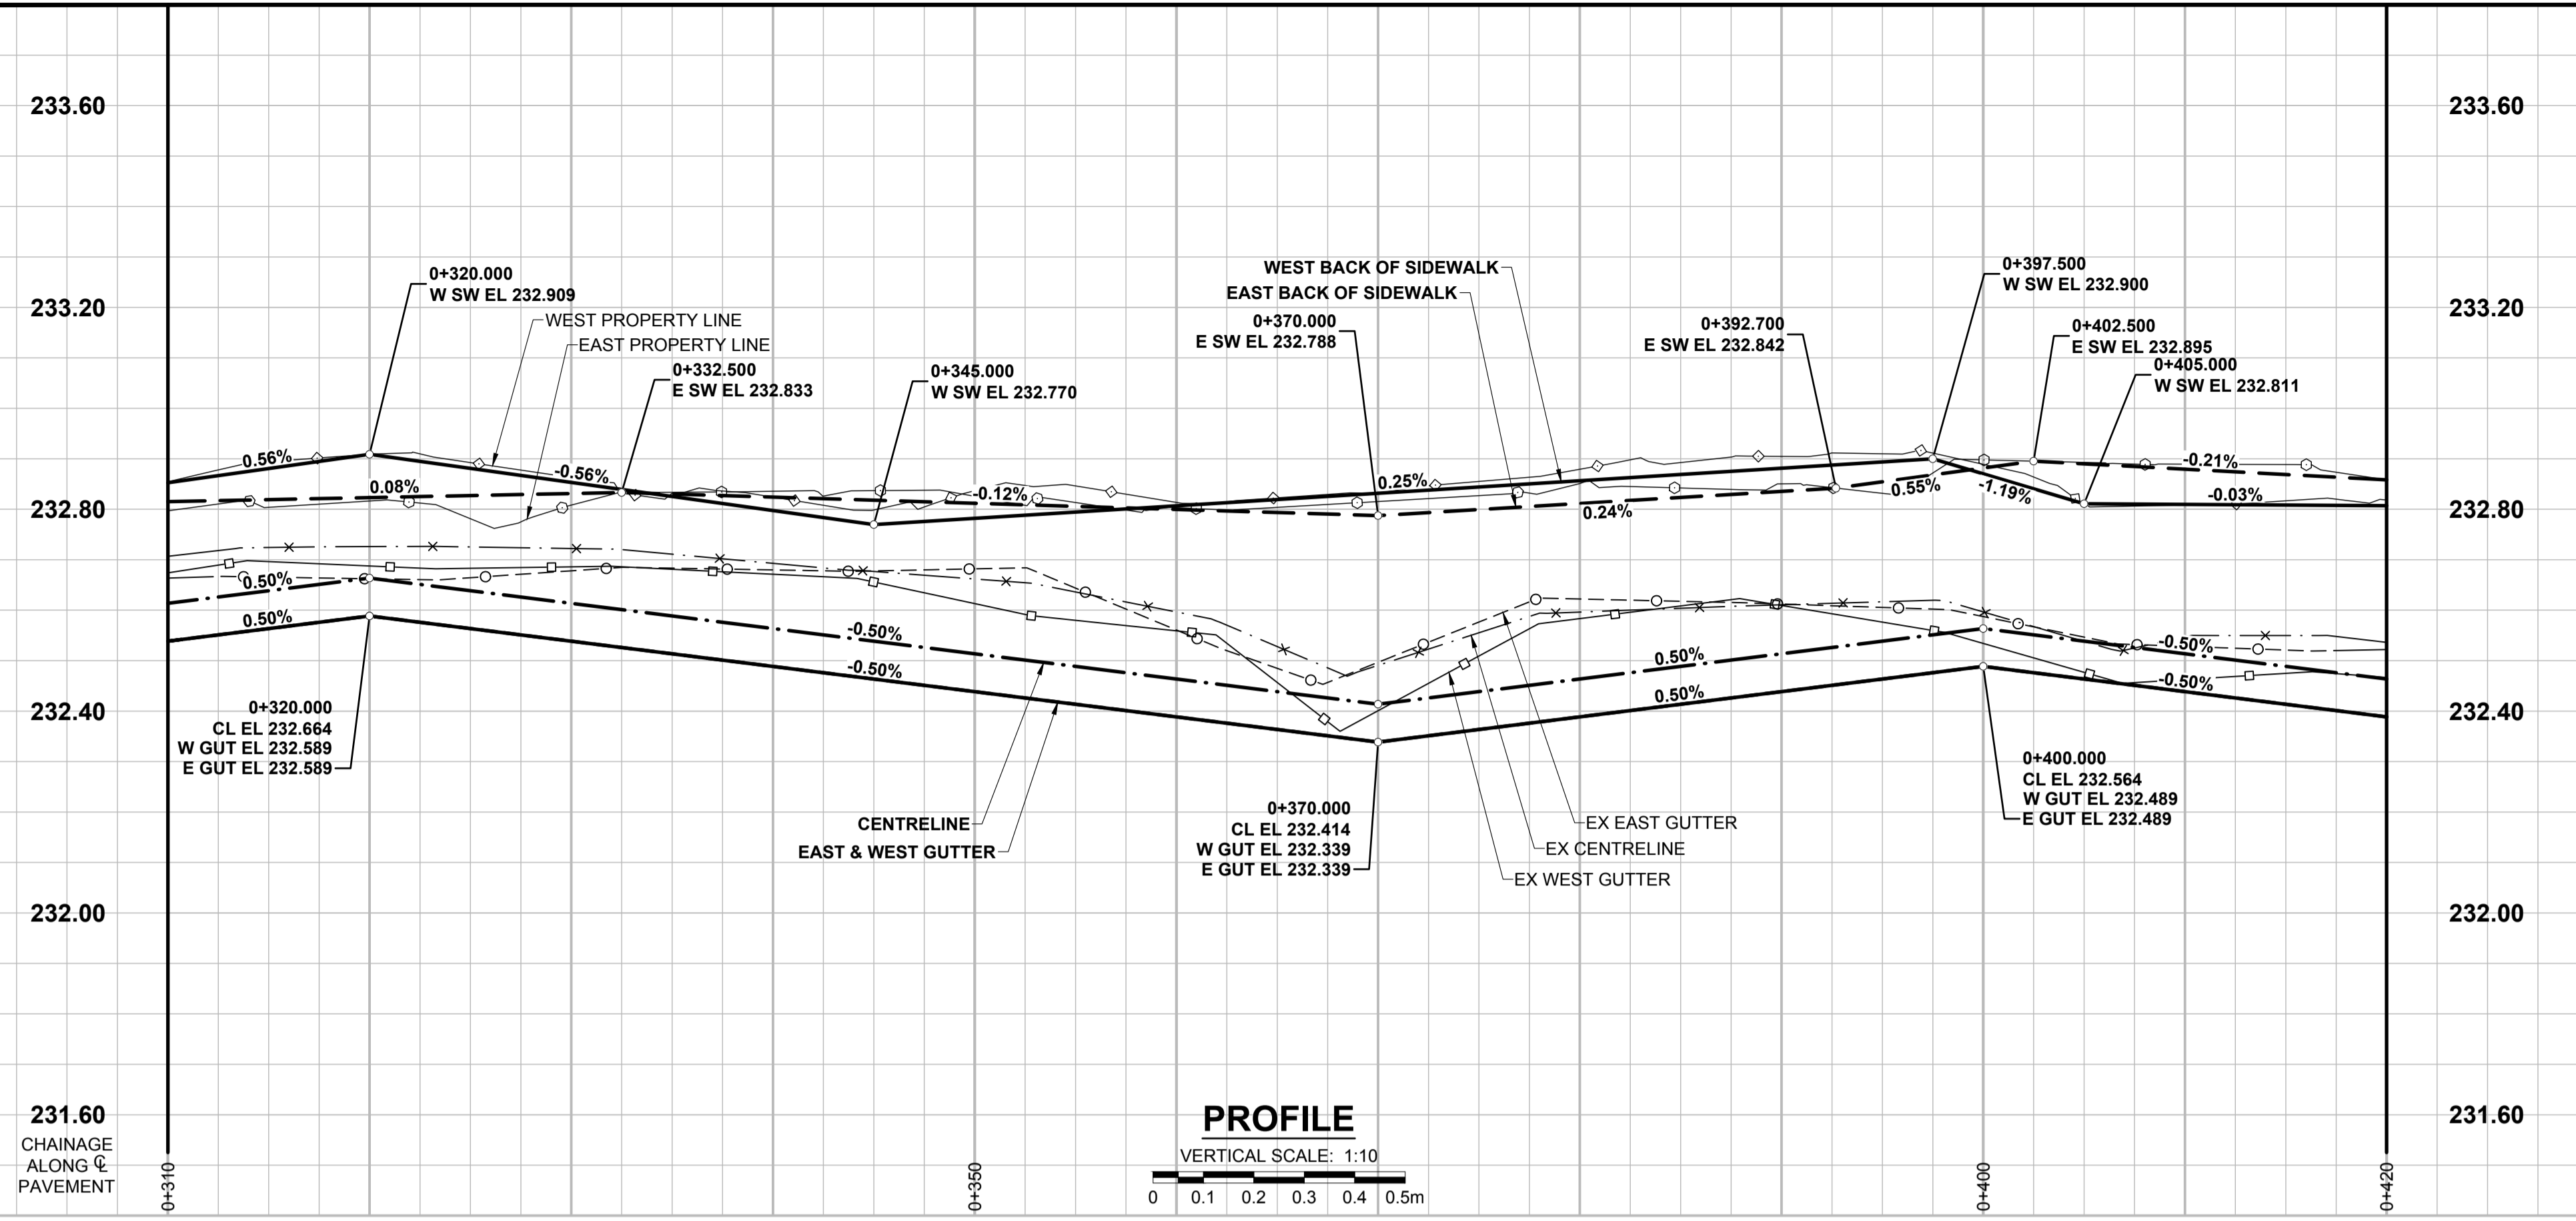 233.60
233.60
233.20
233.20
232.80
232.80
232.40
232.40
232.00
232.00
231.60
231.60
0+320.000
W SW EL 232.909
WEST PROPERTY LINE
EAST PROPERTY LINE
0+332.500
E SW EL 232.833
0+345.000
W SW EL 232.770
WEST BACK OF SIDEWALK
EAST BACK OF SIDEWALK
0+370.000
E SW EL 232.788
0+392.700
E SW EL 232.842
0+397.500
W SW EL 232.900
0+402.500
E SW EL 232.895
0+405.000
W SW EL 232.811
0.56%
-0.56%
0.08%
-0.12%
0.25%
0.24%
0.55%
-1.19%
-0.21%
-0.03%
0.50%
0.50%
-0.50%
-0.50%
0.50%
0.50%
-0.50%
-0.50%
0+320.000
CL EL 232.664
W GUT EL 232.589
E GUT EL 232.589
CENTRELINE
EAST & WEST GUTTER
0+370.000
CL EL 232.414
W GUT EL 232.339
E GUT EL 232.339
EX EAST GUTTER
EX CENTRELINE
EX WEST GUTTER
0+400.000
CL EL 232.564
W GUT EL 232.489
E GUT EL 232.489
CHAINAGE
ALONG ℄
PAVEMENT
0+310
0+350
0+400
0+420
PROFILE
VERTICAL SCALE: 1:10
0 0.1 0.2 0.3 0.4 0.5m